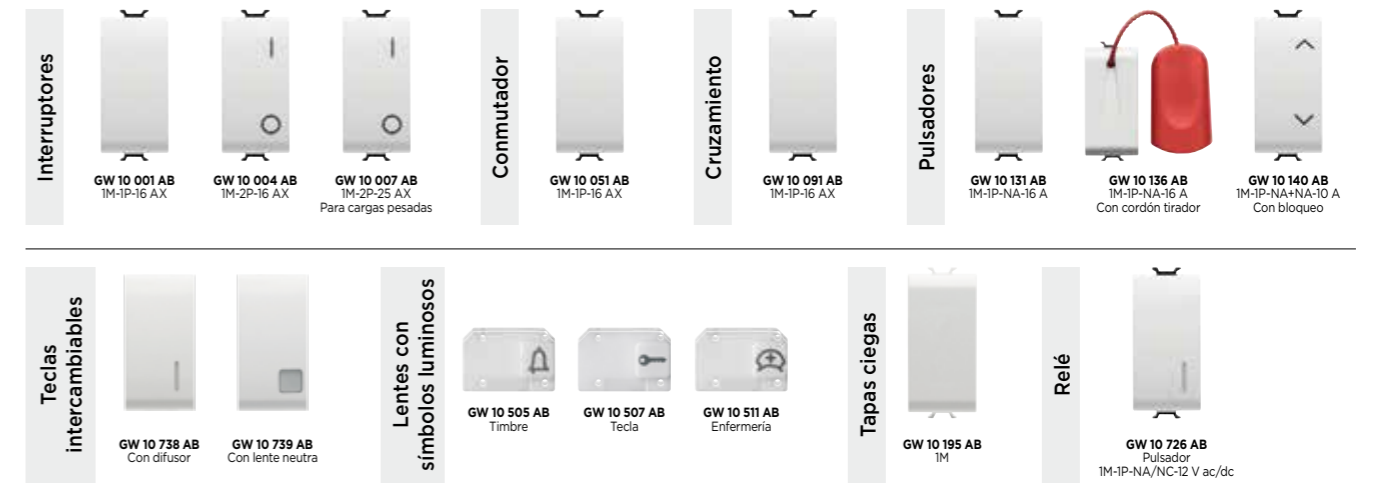 Interruptores
GW 10 001 AB
1M-1P-16 AX
GW 10 004 AB
1M-2P-16 AX
GW 10 007 AB
1M-2P-25 AX
Para cargas pesadas
Conmutador
GW 10 051 AB
1M-1P-16 AX
Cruzamiento
GW 10 091 AB
1M-1P-16 AX
Pulsadores
GW 10 131 AB
1M-1P-NA-16 A
GW 10 136 AB
1M-1P-NA-16 A
Con cordón tirador
GW 10 140 AB
1M-1P-NA+NA-10 A
Con bloqueo
Teclas
intercambiables
GW 10 738 AB
Con difusor
GW 10 739 AB
Con lente neutra
Lentes con
símbolos luminosos
GW 10 505 AB
Timbre
GW 10 507 AB
Tecla
GW 10 511 AB
Enfermería
Tapas ciegas
GW 10 195 AB
1M
Relé
GW 10 726 AB
Pulsador
1M-1P-NA/NC-12 V ac/dc